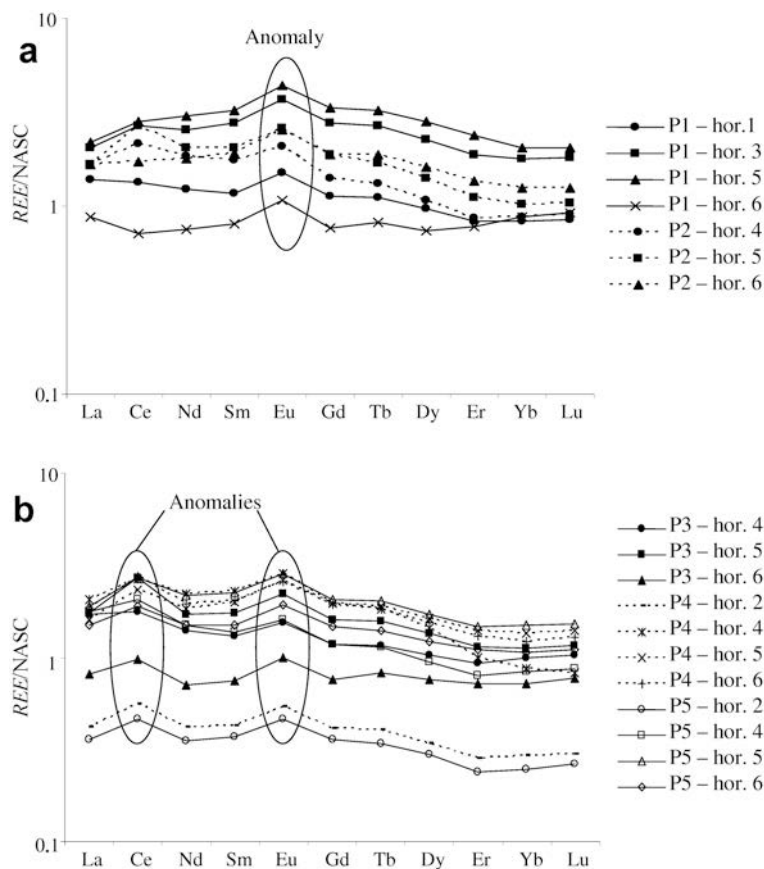 a
10
Anomaly
REE/NASC
1
0.1
La Ce Nd Sm Eu Gd Tb Dy Er Yb Lu
P1 – hor.1
P1 – hor. 3
P1 – hor. 5
P1 – hor. 6
P2 – hor. 4
P2 – hor. 5
P2 – hor. 6
b
10
Anomalies
REE/NASC
1
0.1
La Ce Nd Sm Eu Gd Tb Dy Er Yb Lu
P3 – hor. 4
P3 – hor. 5
P3 – hor. 6
P4 – hor. 2
P4 – hor. 4
P4 – hor. 5
P4 – hor. 6
P5 – hor. 2
P5 – hor. 4
P5 – hor. 5
P5 – hor. 6